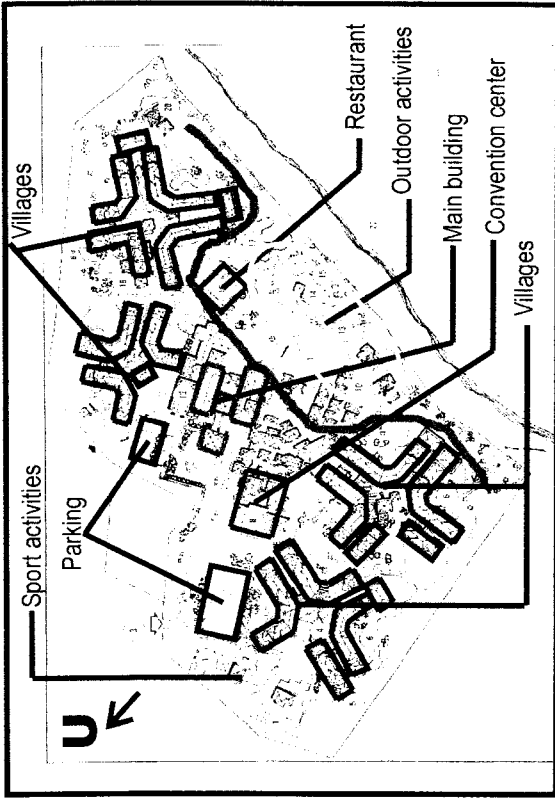 Sport activities
Villages
Parking
Restaurant
Outdoor activities
Main building
Convention center
Villages